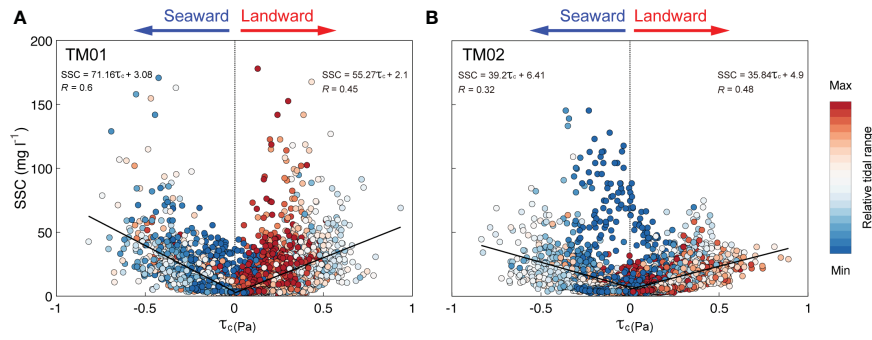 A
Seaward
Landward
TM01
SSC = 71.16τc + 3.08
R = 0.6
SSC = 55.27τc + 2.1
R = 0.45
200
150
100
50
0
SSC (mg l-1)
-1
-0.5
0
0.5
1
τc(Pa)
B
Seaward
Landward
TM02
SSC = 39.2τc + 6.41
R = 0.32
SSC = 35.84τc + 4.9
R = 0.48
-1
-0.5
0
0.5
1
τc(Pa)
Max
Relative tidal range
Min